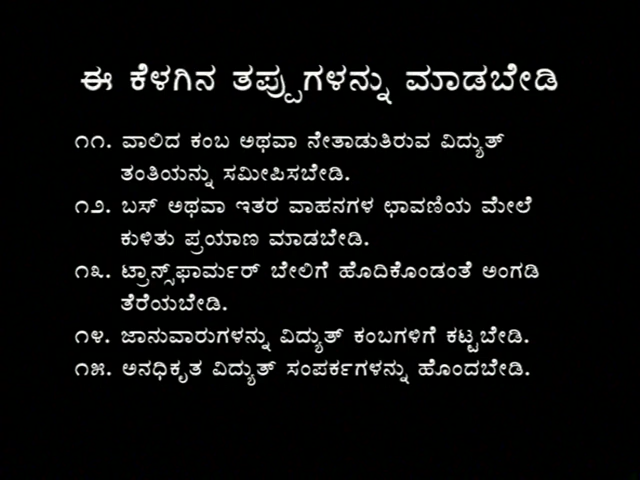 ಈ ಕೆಳಗಿನ ತಪ್ಪುಗಳನ್ನು ಮಾಡಬೇಡಿ
೧೧. ವಾಲಿದ ಕಂಬ ಅಥವಾ ನೇತಾಡುತಿರುವ ವಿದ್ಯುತ್
ತಂತಿಯನ್ನು ಸಮೀಪಿಸಬೇಡಿ.
೧೨. ಬಸ್ ಅಥವಾ ಇತರ ವಾಹನಗಳ ಛಾವಣಿಯ ಮೇಲೆ
ಕುಳಿತು ಪ್ರಯಾಣ ಮಾಡಬೇಡಿ.
೧೩. ಟ್ರಾನ್ಸ್‌ಫಾರ್ಮರ್ ಬೇಲಿಗೆ ಹೊದಿಕೊಂಡಂತೆ ಅಂಗಡಿ
ತೆರೆಯಬೇಡಿ.
೧೪. ಜಾನುವಾರುಗಳನ್ನು ವಿದ್ಯುತ್ ಕಂಬಗಳಿಗೆ ಕಟ್ಟಬೇಡಿ.
೧೫. ಅನಧಿಕೃತ ವಿದ್ಯುತ್ ಸಂಪರ್ಕಗಳನ್ನು ಹೊಂದಬೇಡಿ.